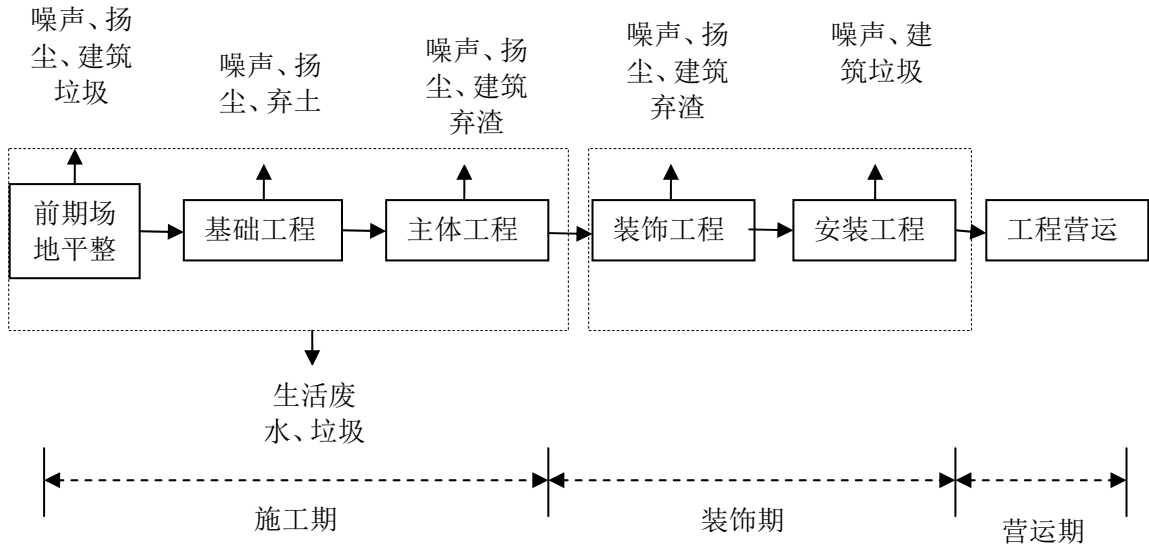 噪声、扬
尘、建筑
垃圾
噪声、扬
尘、弃土
噪声、扬
尘、建筑
弃渣
噪声、扬
尘、建筑
弃渣
噪声、建
筑垃圾
前期场
地平整
基础工程
主体工程
装饰工程
安装工程
工程营运
生活废
水、垃圾
施工期
装饰期
营运期